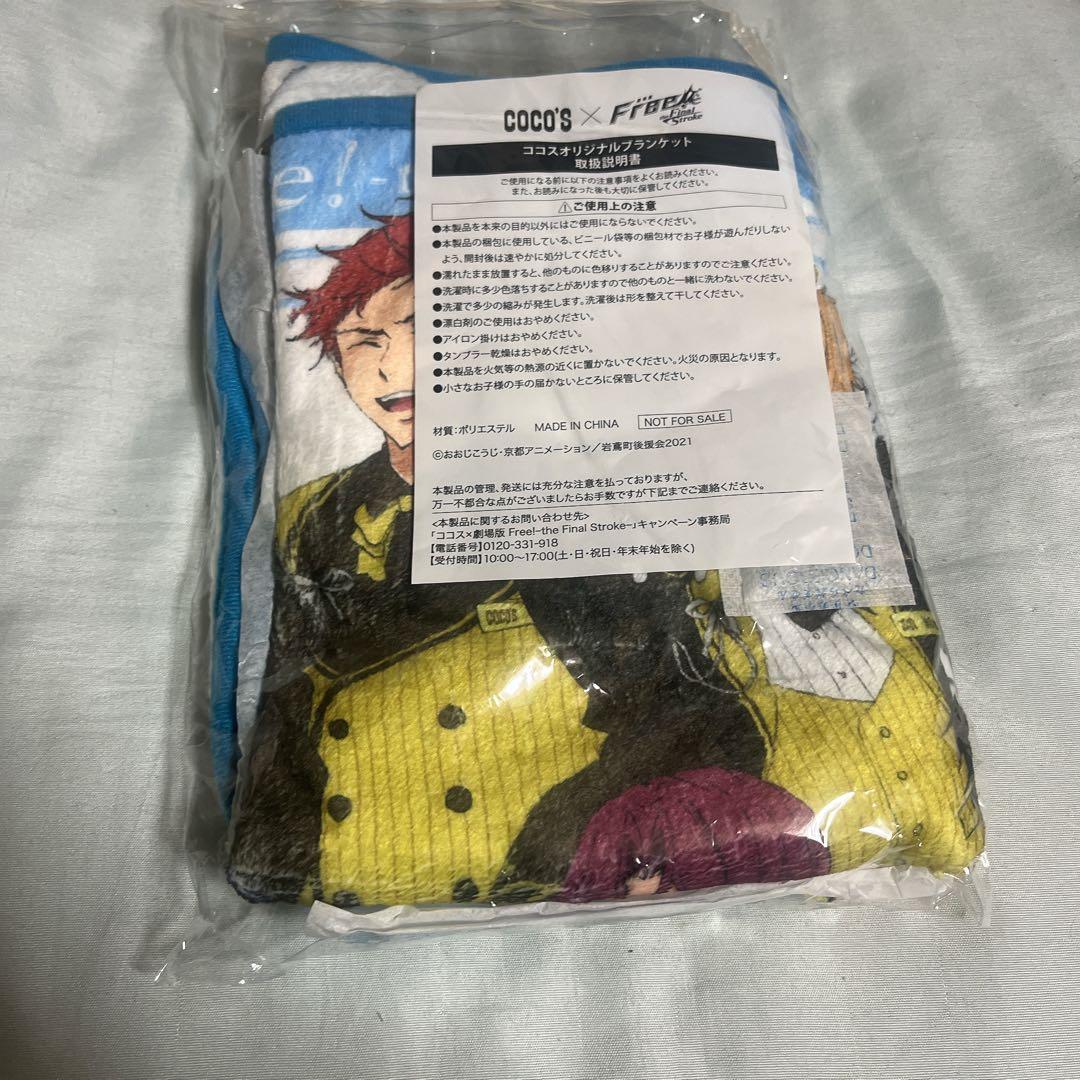 COCO'S × Free!
the Final Stroke
ココスオリジナルブランケット
取扱説明書
ご使用になる前に以下の注意事項をよくお読みください。
また、お読みになった後も大切に保管してください。
⚠ご使用上の注意
●本製品を本来の目的以外にはご使用にならないでください。
●本製品の梱包に使用している、ビニール袋等の梱包材でお子様が遊んだりしない
よう、開封後は速やかに処分してください。
●濡れたまま放置すると、他のものに色移りすることがありますのでご注意ください。
●洗濯時に多少色落ちすることがありますので他のものと一緒に洗わないでください。
●洗濯で多少の縮みが発生します。洗濯後は形を整えて干してください。
●漂白剤のご使用はおやめください。
●アイロン掛けはおやめください。
●タンブラー乾燥はおやめください。
●本製品を火気等の熱源の近くに置かないでください。火災の原因となります。
●小さなお子様の手の届かないところに保管してください。
材質:ポリエステル MADE IN CHINA NOT FOR SALE
©おおじこうじ・京都アニメーション/岩鳶町後援会2021
本製品の管理、発送には充分な注意を払っておりますが、
万一不都合な点がございましたらお手数ですが下記までご連絡ください。
<本製品に関するお問い合わせ先>
「ココス×劇場版 Free!–the Final Stroke–」キャンペーン事務局
【電話番号】0120-331-918
【受付時間】10:00〜17:00(土・日・祝日・年末年始を除く)
e!-
COCO'S